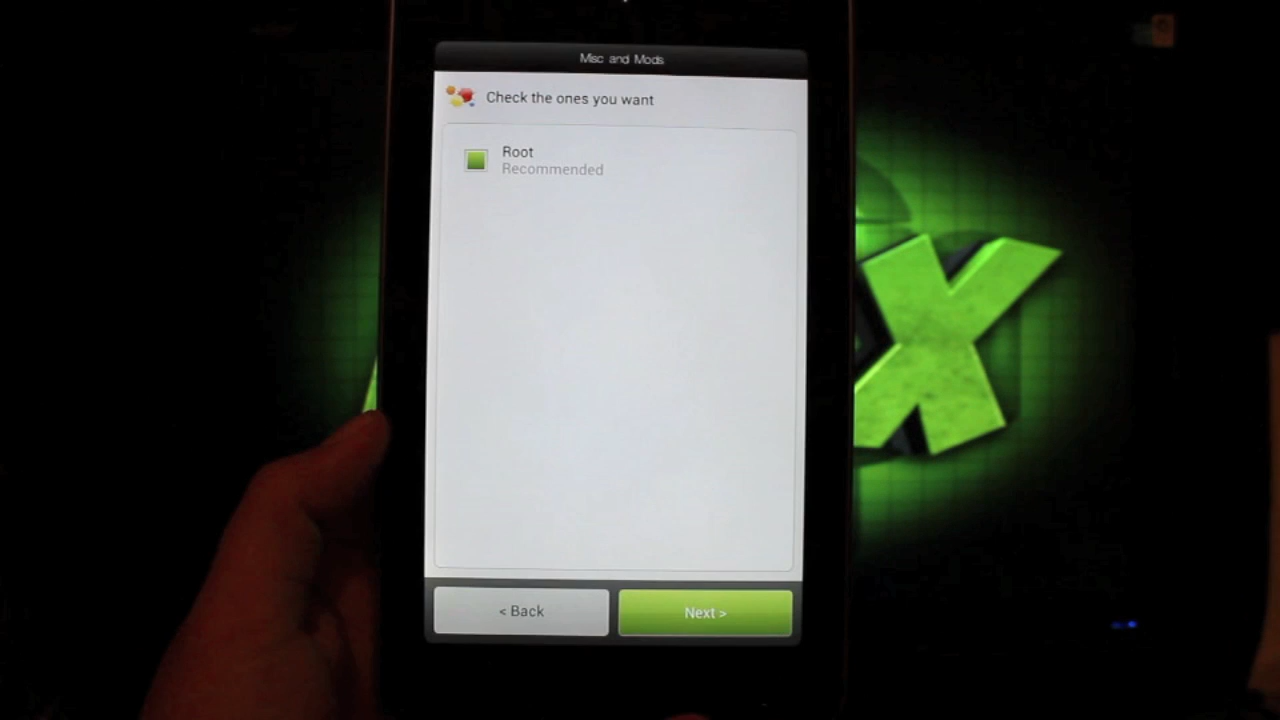 Misc and Mods
Check the ones you want
Root
Recommended
< Back
Next >
X